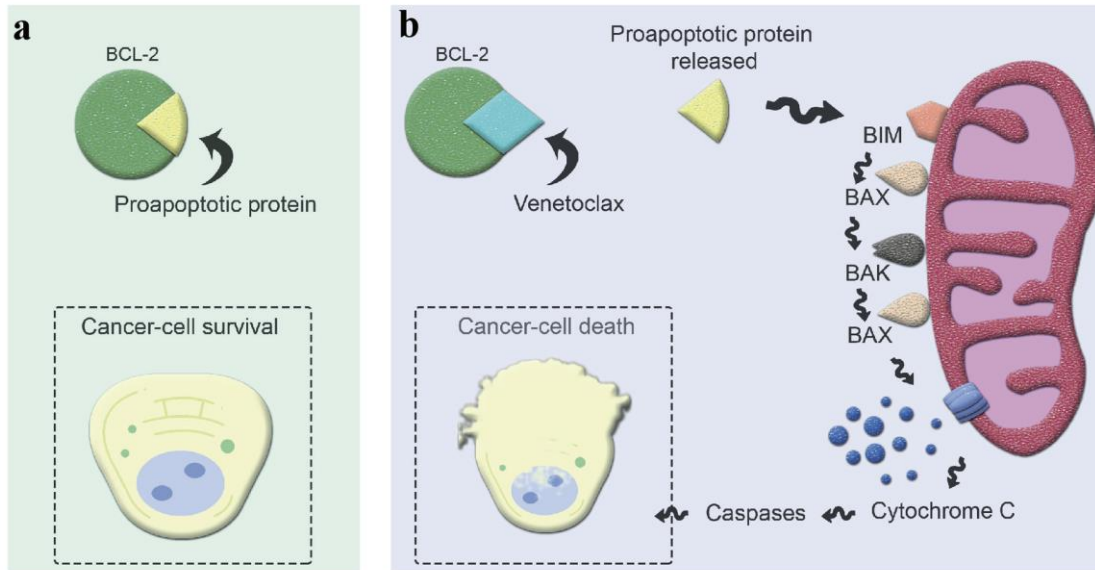 a
BCL-2
Proapoptotic protein
Cancer-cell survival
b
BCL-2
Venetoclax
Proapoptotic protein
released
BIM
BAX
BAK
BAX
Cytochrome C
Caspases
Cancer-cell death